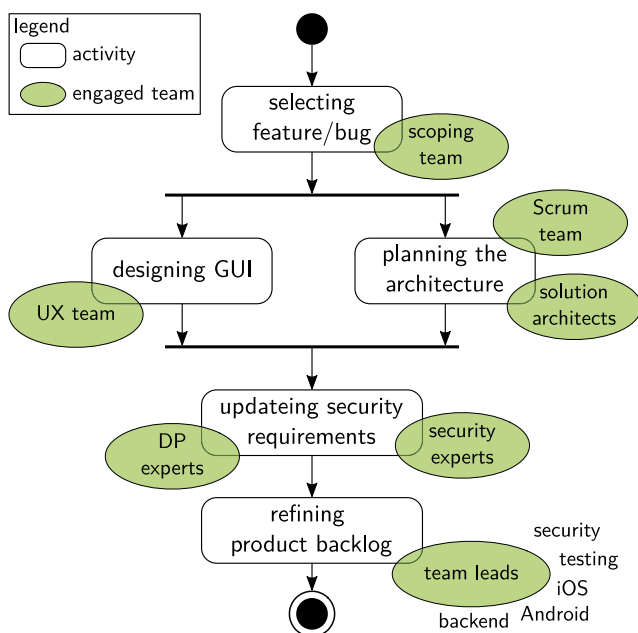 legend
activity
engaged team
selecting
feature/bug
scoping
team
Scrum
team
designing GUI
planning the
architecture
UX team
solution
architects
updateing security
requirements
DP
experts
security
experts
refining
product backlog
team leads
security
testing
iOS
Android
backend